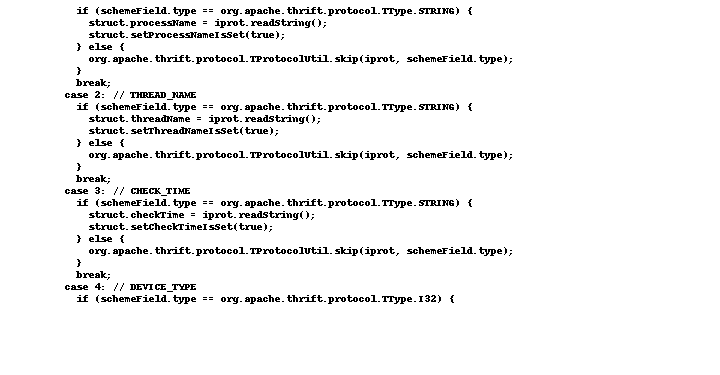 if (schemeField.type == org.apache.thrift.protocol.TType.STRING) {
struct.processName = iprot.readString();
struct.setProcessNameIsSet(true);
} else {
org.apache.thrift.protocol.TProtocolUtil.skip(iprot, schemeField.type);
}
break;
case 2: // THREAD_NAME
if (schemeField.type == org.apache.thrift.protocol.TType.STRING) {
struct.threadName = iprot.readString();
struct.setThreadNameIsSet(true);
} else {
org.apache.thrift.protocol.TProtocolUtil.skip(iprot, schemeField.type);
}
break;
case 3: // CHECK_TIME
if (schemeField.type == org.apache.thrift.protocol.TType.STRING) {
struct.checkTime = iprot.readString();
struct.setCheckTimeIsSet(true);
} else {
org.apache.thrift.protocol.TProtocolUtil.skip(iprot, schemeField.type);
}
break;
case 4: // DEVICE_TYPE
if (schemeField.type == org.apache.thrift.protocol.TType.I32) {